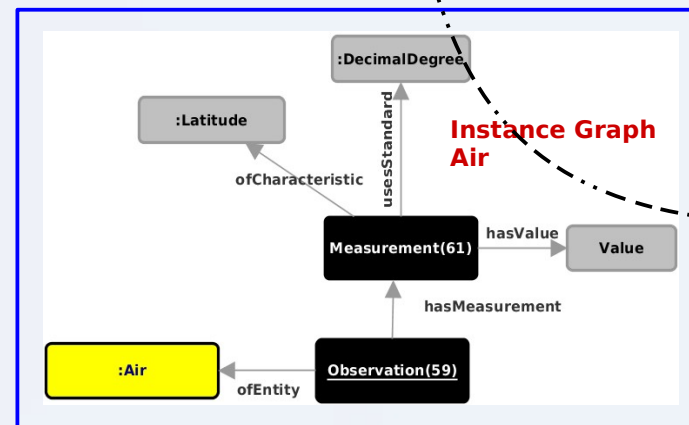 :DecimalDegree
:Latitude
usesStandard
Instance Graph
Air
ofCharacteristic
Measurement(61)
hasValue
Value
hasMeasurement
:Air
Observation(59)
ofEntity